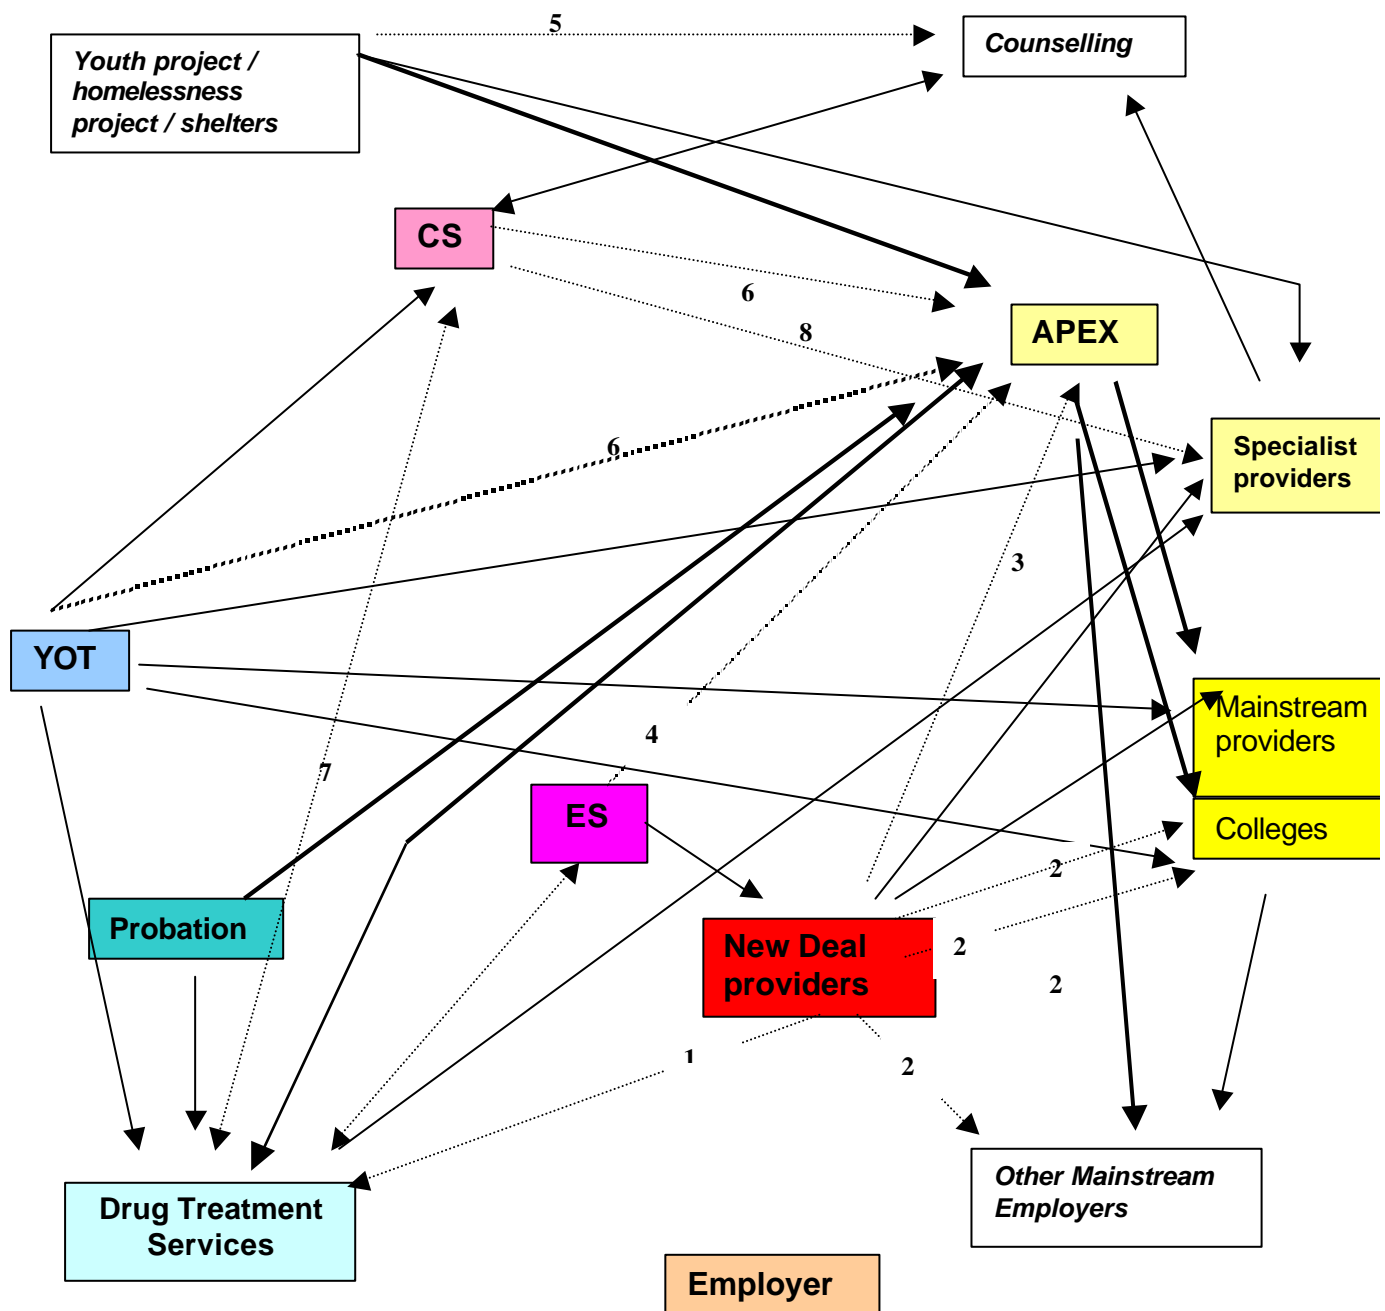 5
Youth project /
homelessness
project / shelters
Counselling
CS
6
8
APEX
6
Specialist
providers
3
YOT
Mainstream
providers
4
7
ES
Colleges
2
Probation
New Deal
providers
2
2
1
2
Other Mainstream
Employers
Drug Treatment
Services
Employer